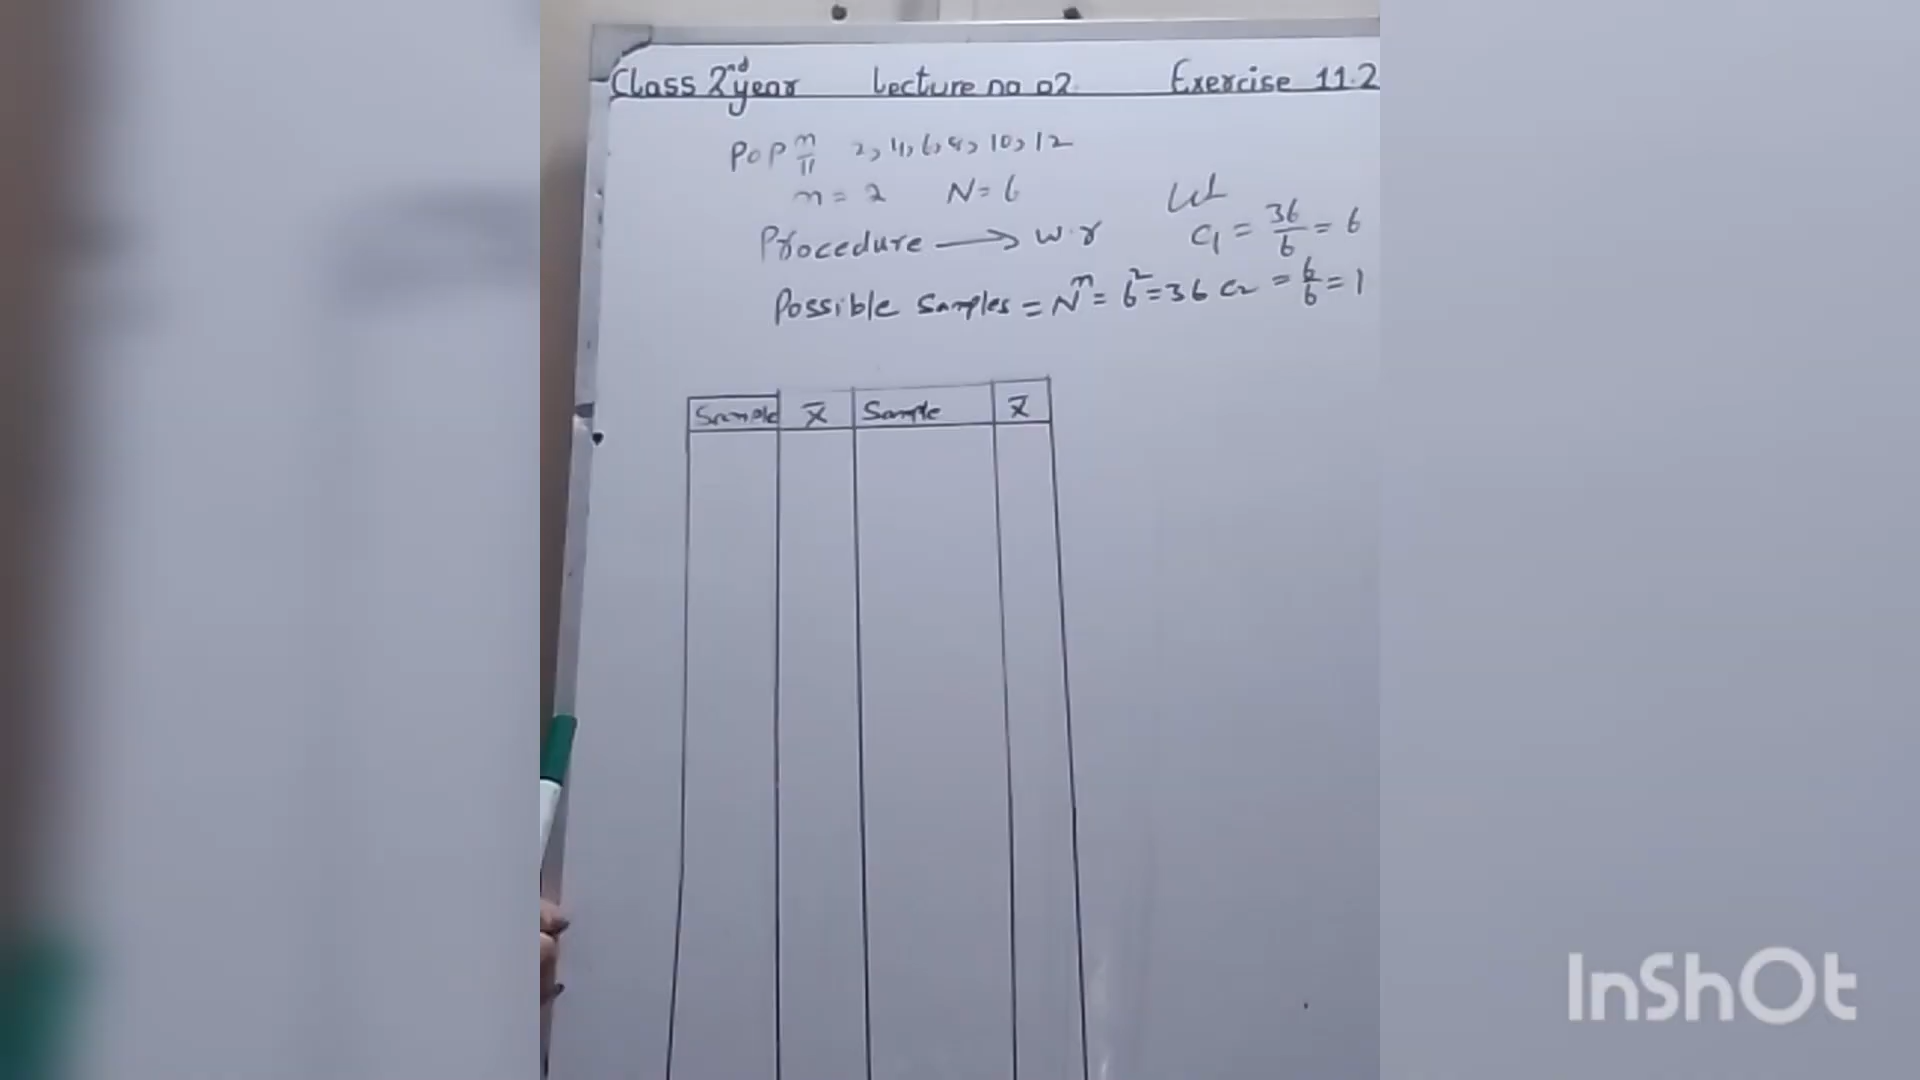 Class 2nd year Lecture no 02 Exercise 11.2
Popn 2, 4, 6, 8, 10, 12
n = 2 N = 6
Procedure → w.r
C1 = 36/6 = 6
Possible Samples = N^n = 6^2 = 36 C2 = 6/6 = 1
Sample x̄ Sample x̄
InShOt